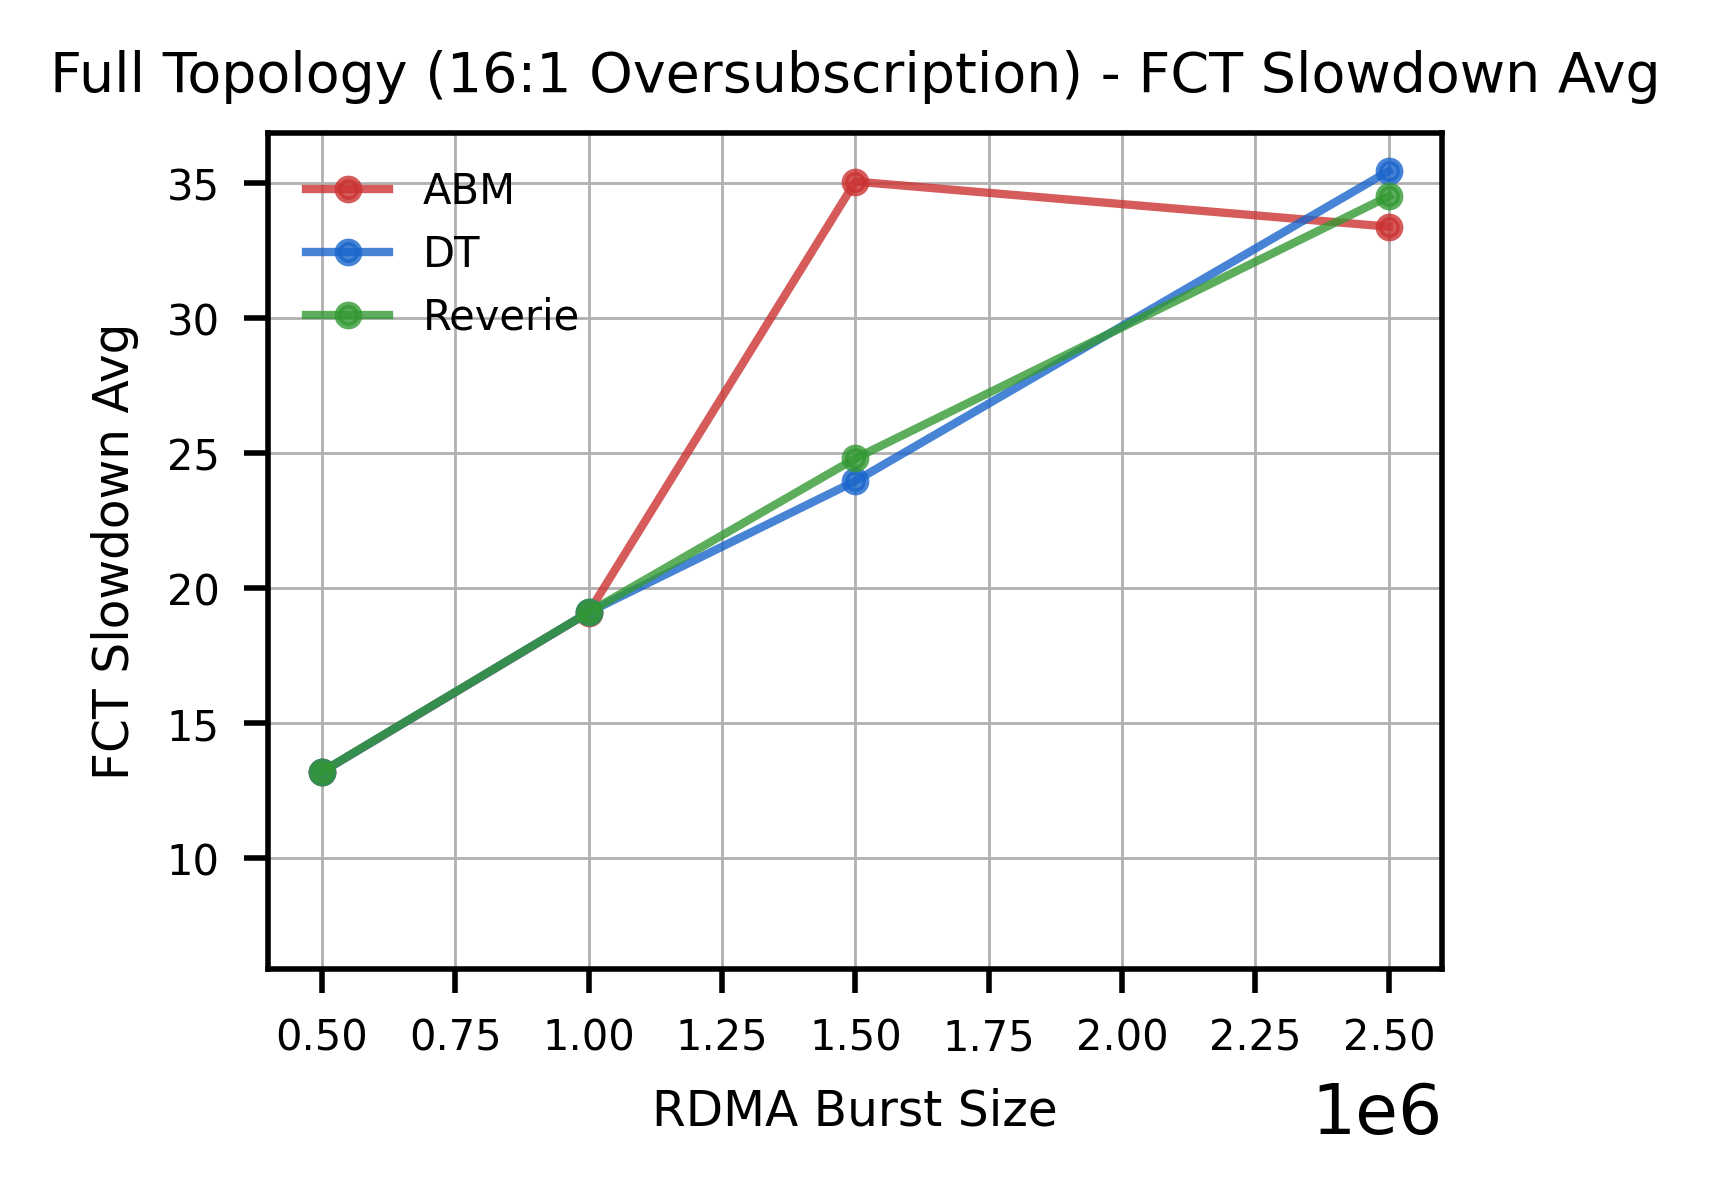 Full Topology (16:1 Oversubscription) - FCT Slowdown Avg
ABM
DT
Reverie
FCT Slowdown Avg
35
30
25
20
15
10
0.50 0.75 1.00 1.25 1.50 1.75 2.00 2.25 2.50
RDMA Burst Size
1e6